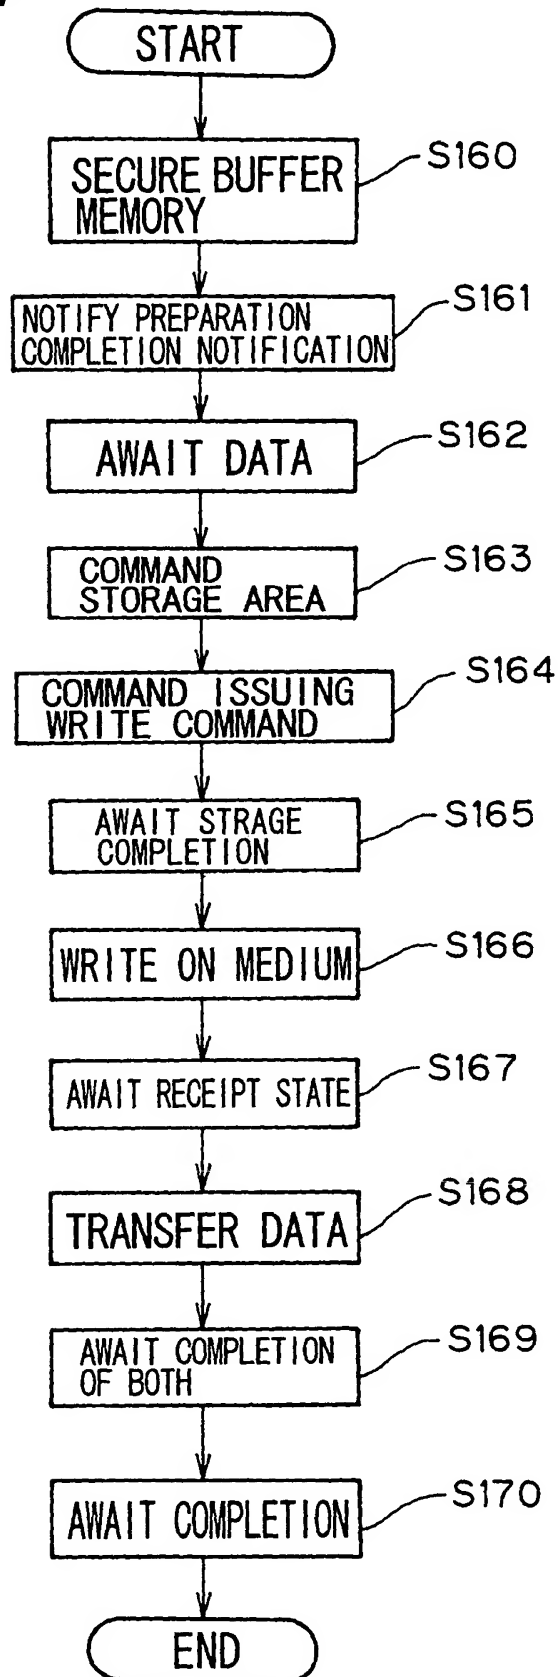 START
SECURE BUFFER
MEMORY
S160
NOTIFY PREPARATION
COMPLETION NOTIFICATION
S161
AWAIT DATA
S162
COMMAND
STORAGE AREA
S163
COMMAND ISSUING
WRITE COMMAND
S164
AWAIT STRAGE
COMPLETION
S165
WRITE ON MEDIUM
S166
AWAIT RECEIPT STATE
S167
TRANSFER DATA
S168
AWAIT COMPLETION
OF BOTH
S169
AWAIT COMPLETION
S170
END